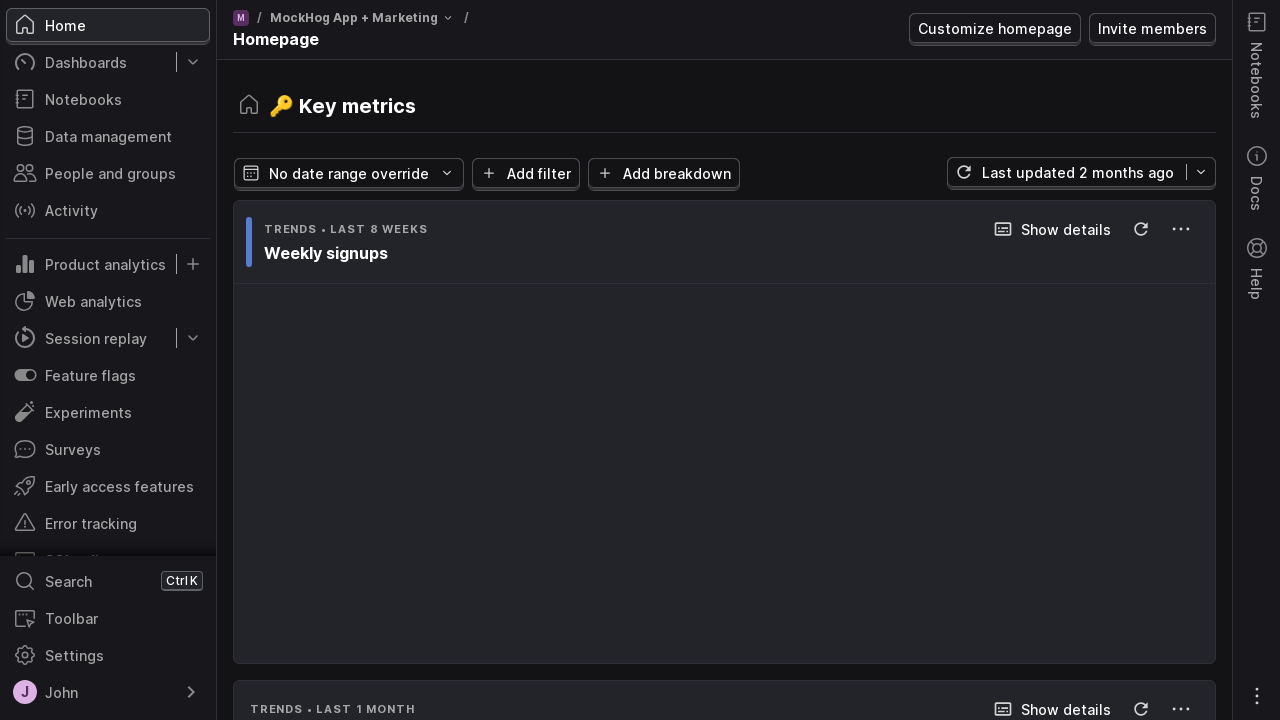 Home
Dashboards
Notebooks
Data management
People and groups
Activity
Product analytics
Web analytics
Session replay
Feature flags
Experiments
Surveys
Early access features
Error tracking
Search Ctrl K
Toolbar
Settings
J John
M / MockHog App + Marketing /
Homepage
Customize homepage
Invite members
🔑 Key metrics
No date range override
Add filter
Add breakdown
Last updated 2 months ago
TRENDS • LAST 8 WEEKS
Show details
Weekly signups
TRENDS • LAST 1 MONTH
Show details
Notebooks
Docs
Help